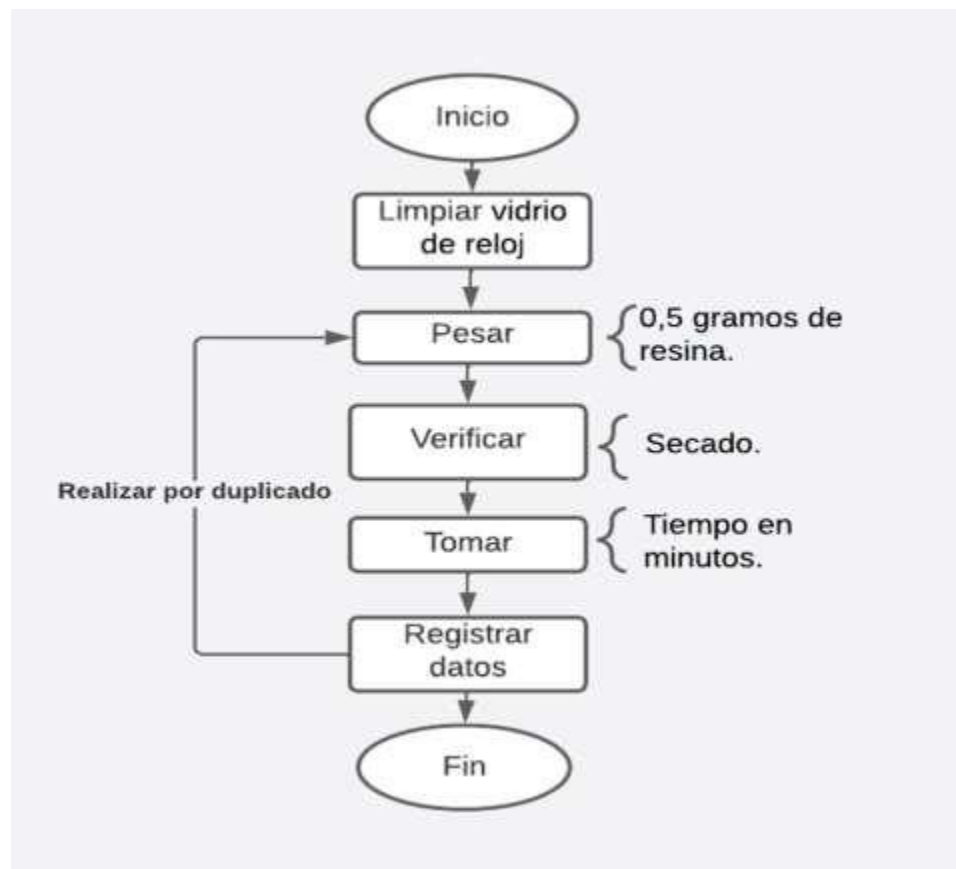 Inicio
Limpiar vidrio
de reloj
Pesar
0,5 gramos de
resina.
Verificar
Secado.
Realizar por duplicado
Tomar
Tiempo en
minutos.
Registrar
datos
Fin